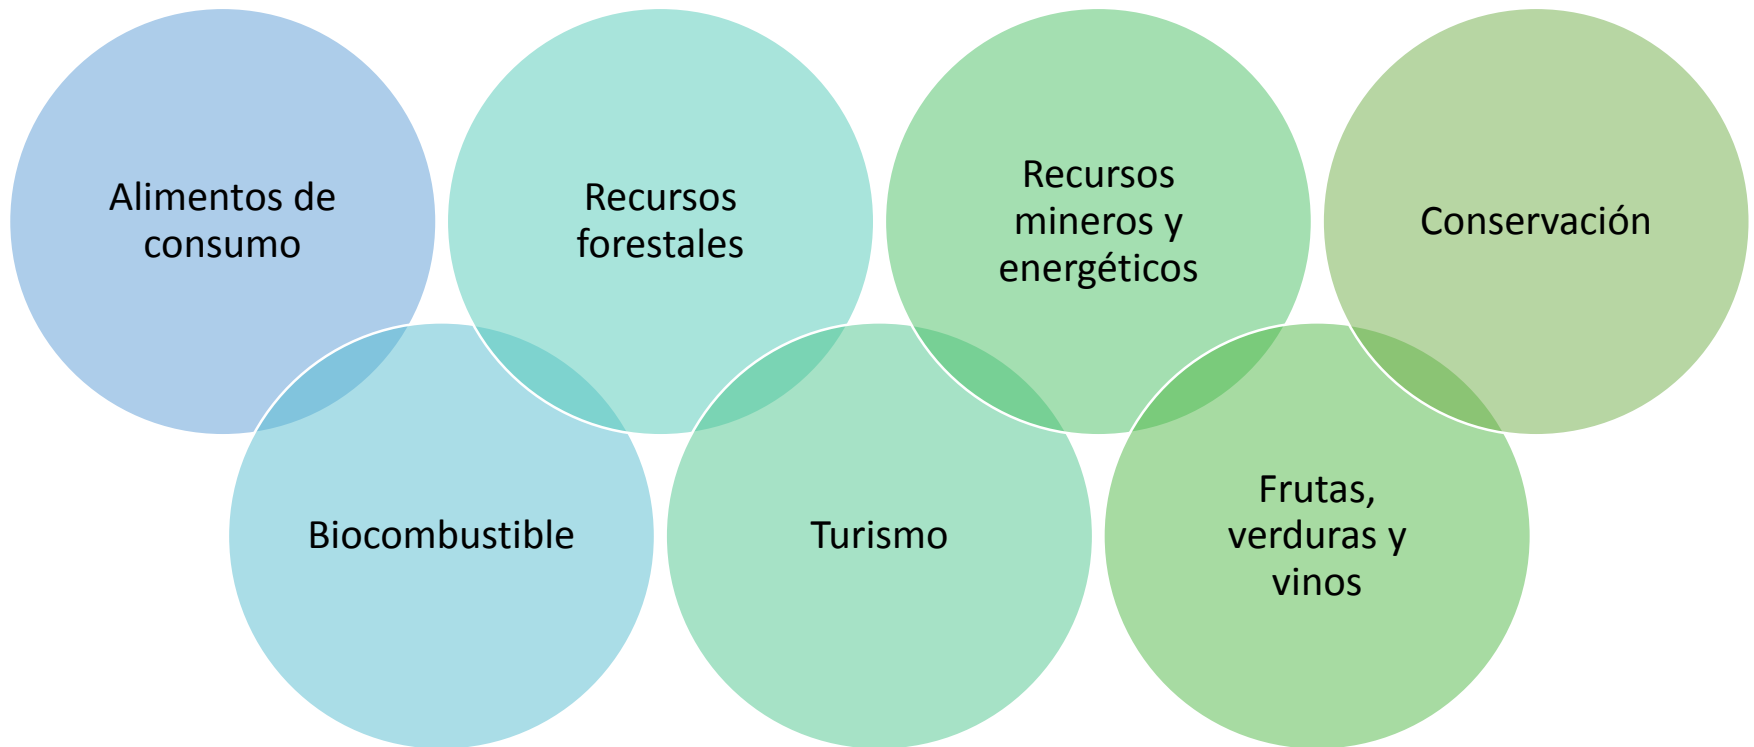 Alimentos de
consumo
Biocombustible
Recursos
forestales
Turismo
Recursos
mineros y
energéticos
Frutas,
verduras y
vinos
Conservación